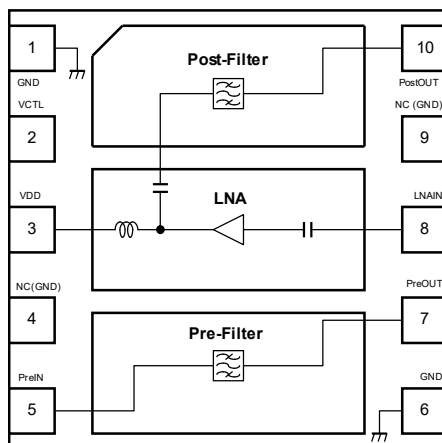 1
GND
VCTL
2
VDD
3
NC(GND)
4
PreIN
5
Post-Filter
LNA
Pre-Filter
10
PostOUT
NC (GND)
9
LNAIN
8
PreOUT
7
GND
6